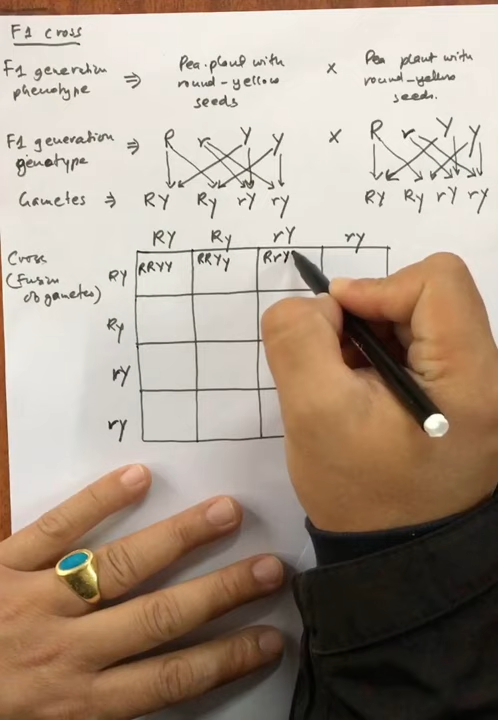 F1 cross
F1 generation phenotype ⇒ Pea plant with round-yellow seeds × Pea plant with round-yellow seeds.
F1 generation genotype ⇒ R r Y y × R r Y y
Gametes ⇒ RY Ry rY ry RY Ry rY ry
RY Ry rY ry
Cross (fusion of gametes)
RY RRYY RRYy RrY
Ry
rY
ry